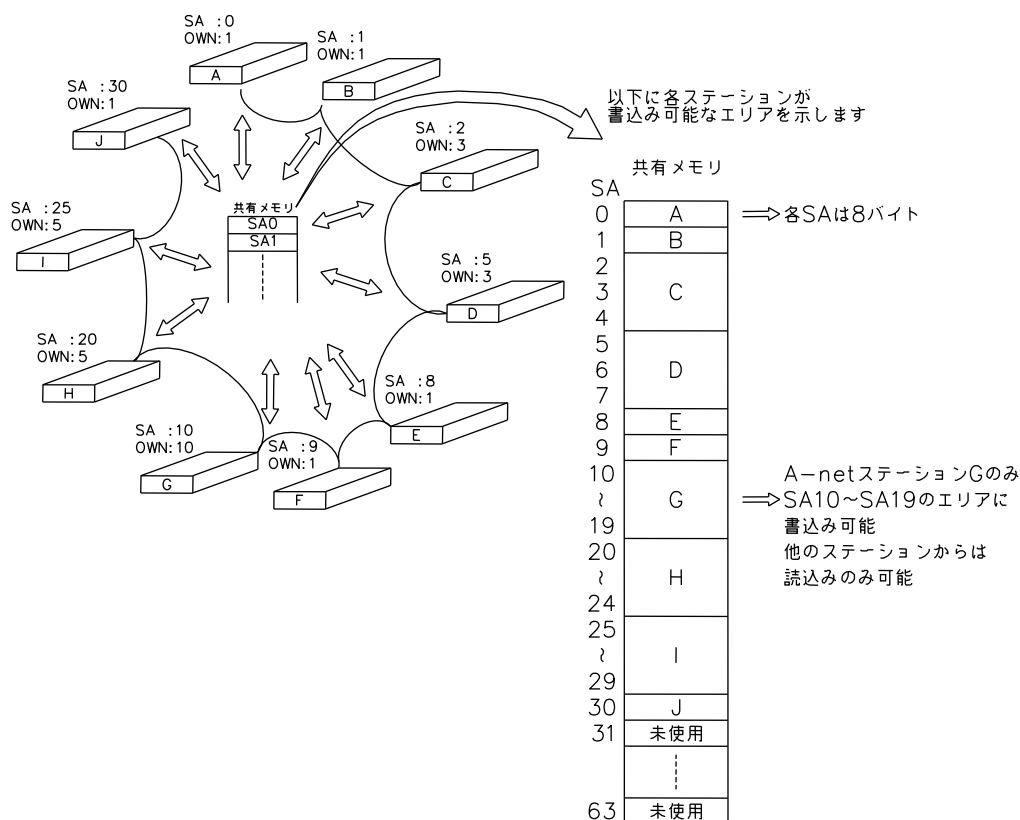 SA :0
OWN:1
A
SA :1
OWN:1
B
SA :30
OWN:1
J
SA :2
OWN:3
C
SA :25
OWN:5
I
SA :5
OWN:3
D
SA :20
OWN:5
H
SA :8
OWN:1
E
SA :10
OWN:10
G
SA :9
OWN:1
F
共有メモリ
SA0
SA1
以下に各ステーションが
書込み可能なエリアを示します
共有メモリ
SA
0 A 各SAは8バイト
1 B
2
3 C
4
5
6 D
7
8 E
9 F
10 A-netステーションGのみ
~ G SA10~SA19のエリアに
19 書込み可能
20 他のステーションからは
~ H 読込みのみ可能
24
25
~ I
29
30 J
31 未使用
63 未使用